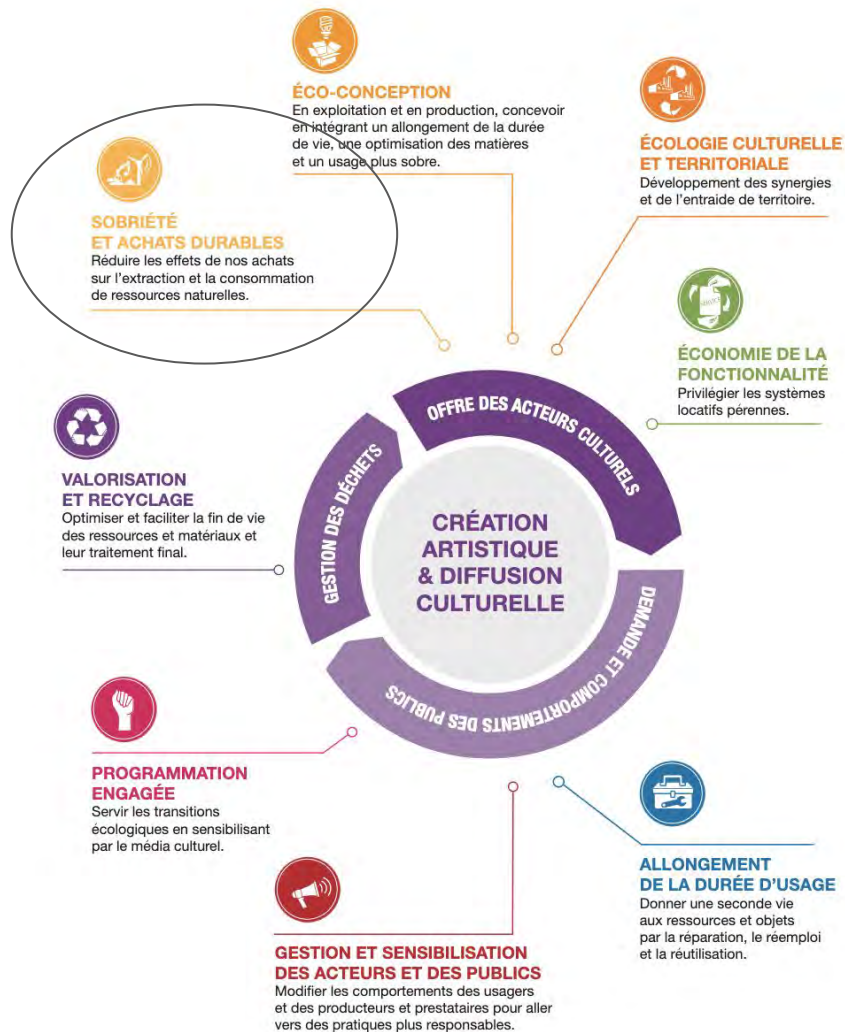 ÉCO-CONCEPTION
En exploitation et en production, concevoir
en intégrant un allongement de la durée
de vie, une optimisation des matières
et un usage plus sobre.
ÉCOLOGIE CULTURELLE
ET TERRITORIALE
Développement des synergies
et de l'entraide de territoire.
SOBRIÉTÉ
ET ACHATS DURABLES
Réduire les effets de nos achats
sur l'extraction et la consommation
de ressources naturelles.
ÉCONOMIE DE LA
FONCTIONNALITÉ
Privilégier les systèmes
locatifs pérennes.
OFFRE DES ACTEURS CULTURELS
GESTION DES DÉCHETS
DEMANDE ET COMPORTEMENTS DES PUBLICS
CRÉATION
ARTISTIQUE
& DIFFUSION
CULTURELLE
VALORISATION
ET RECYCLAGE
Optimiser et faciliter la fin de vie
des ressources et matériaux et
leur traitement final.
PROGRAMMATION
ENGAGÉE
Servir les transitions
écologiques en sensibilisant
par le média culturel.
ALLONGEMENT
DE LA DURÉE D'USAGE
Donner une seconde vie
aux ressources et objets
par la réparation, le réemploi
et la réutilisation.
GESTION ET SENSIBILISATION
DES ACTEURS ET DES PUBLICS
Modifier les comportements des usagers
et des producteurs et prestataires pour aller
vers des pratiques plus responsables.